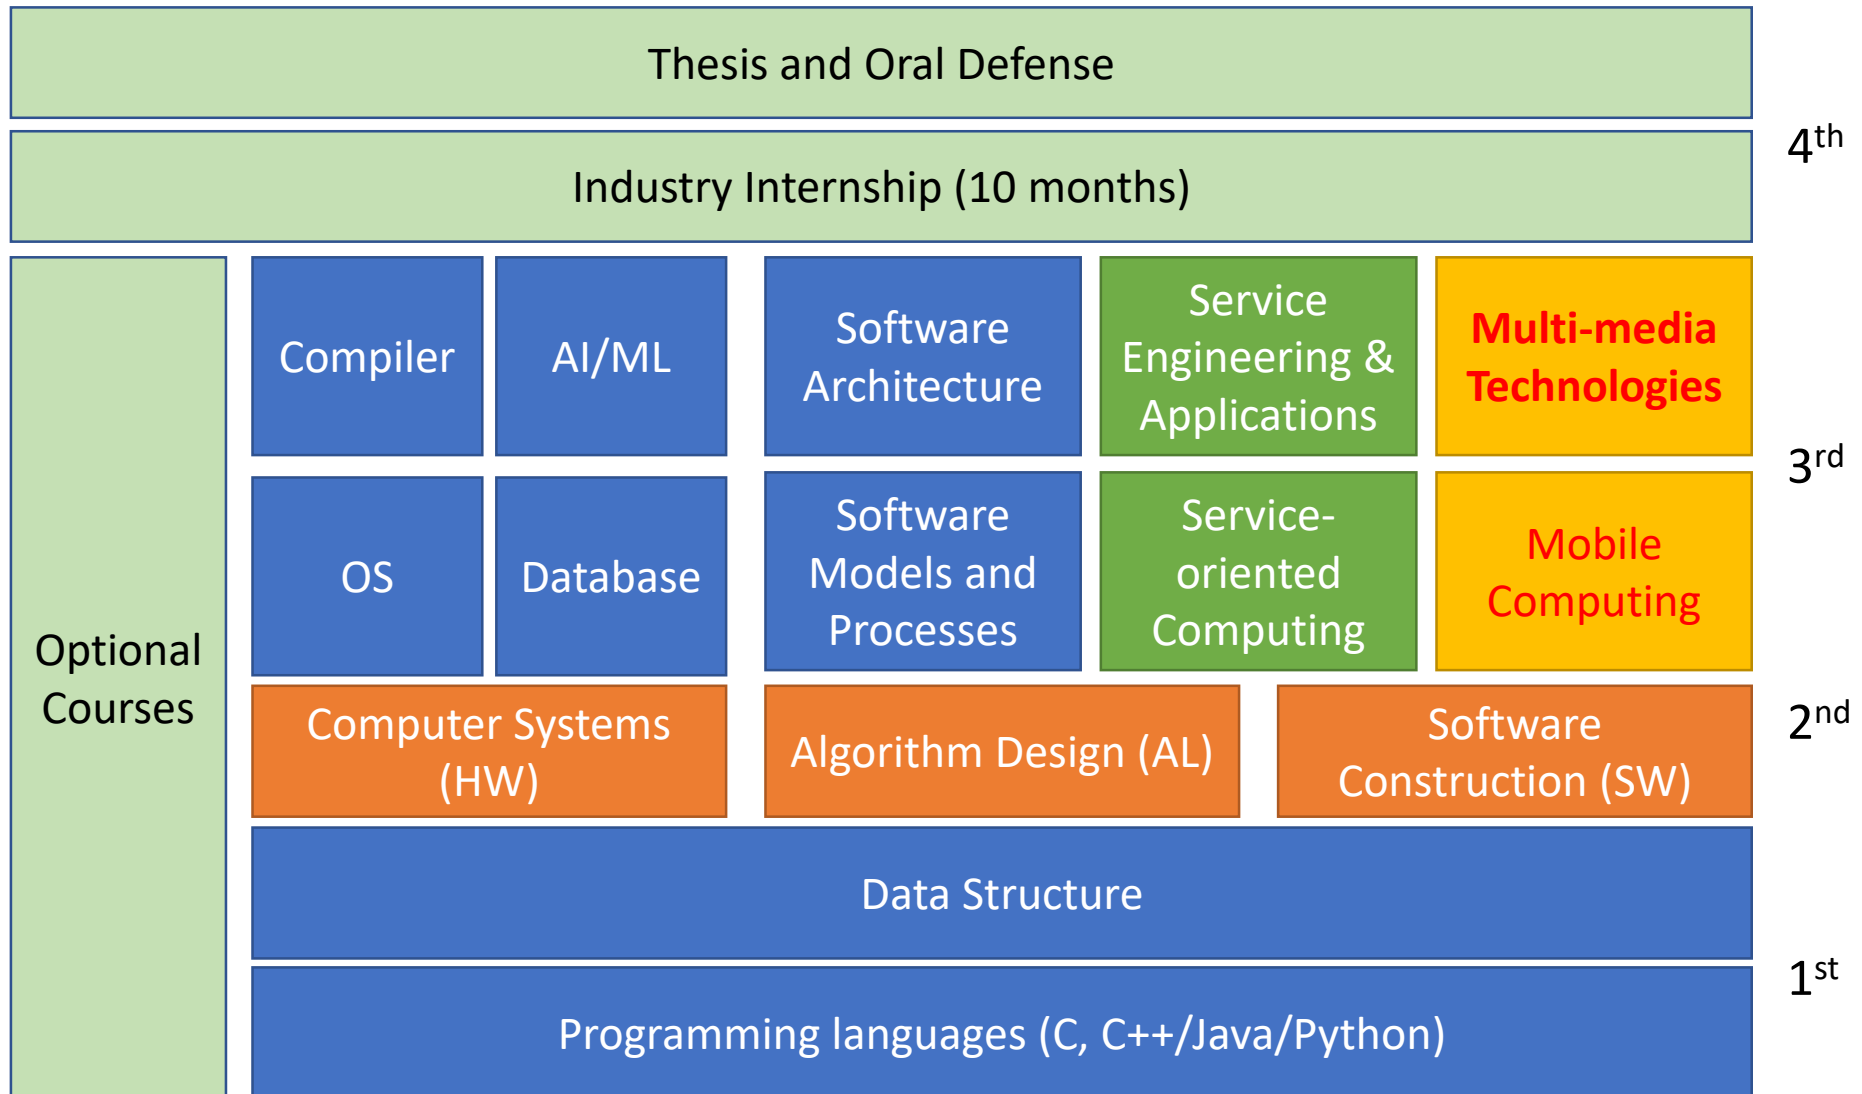 Thesis and Oral Defense
4th
Industry Internship (10 months)
Optional
Courses
Compiler
AI/ML
Software
Architecture
Service
Engineering &
Applications
Multi-media
Technologies
3rd
OS
Database
Software
Models and
Processes
Service-
oriented
Computing
Mobile
Computing
2nd
Computer Systems
(HW)
Algorithm Design (AL)
Software
Construction (SW)
Data Structure
1st
Programming languages (C, C++/Java/Python)